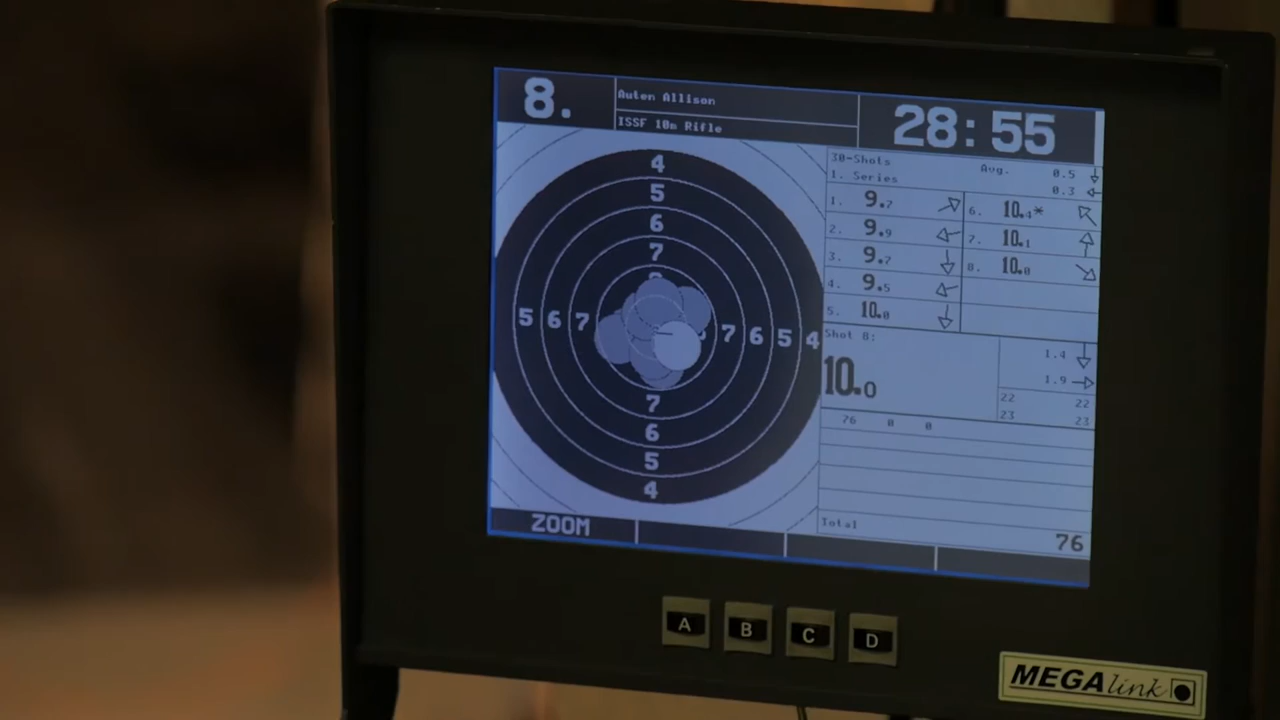 8.
Auten Allison
ISSF 10m Rifle
28:55
30-Shots
1. Series
Avg. 0.5
0.3
1. 9.7
2. 9.9
3. 9.7
4. 9.5
5. 10.0
6. 10.4*
7. 10.1
8. 10.0
Shot 8:
10.0
1.4
1.9
22 22
23 23
76 0 0
Total
76
4
5
6
7
8
5 6 7
7 6 5 4
7
6
5
4
ZOOM
A B C D
MEGAlink